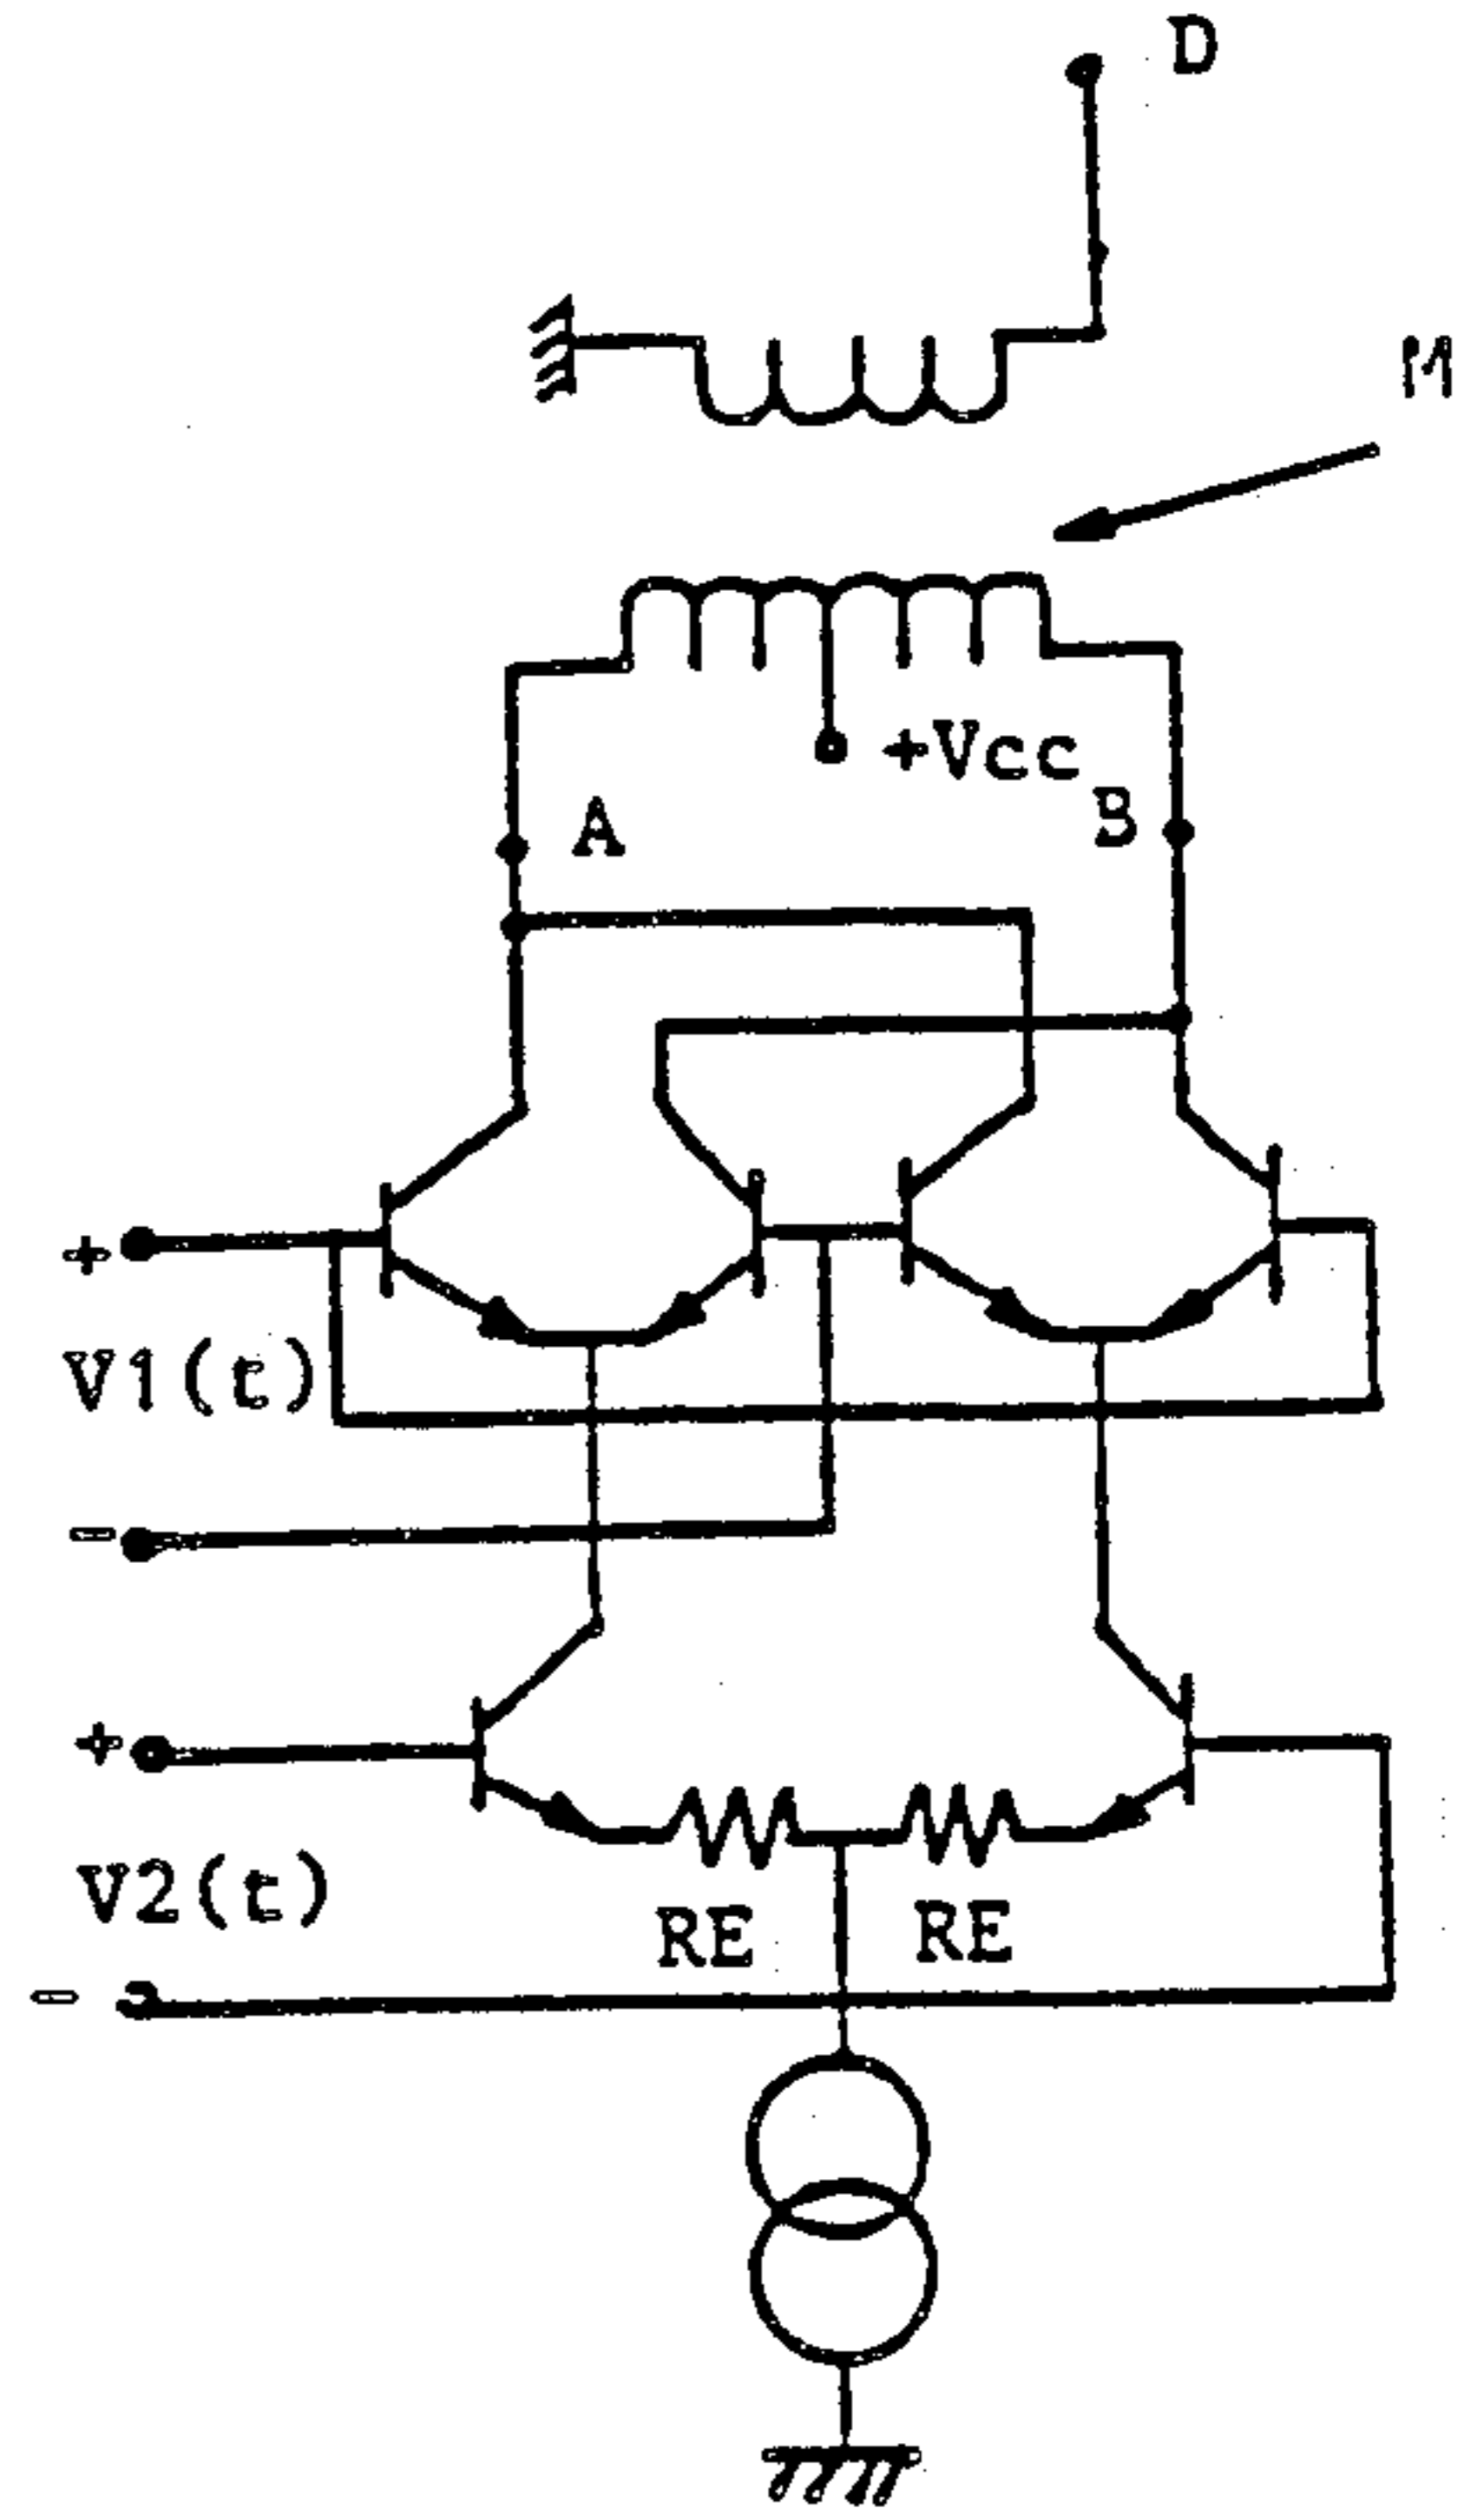 D
M
+Vcc
A
B
+
V1(t)
-
+
V2(t)
RE RE
-